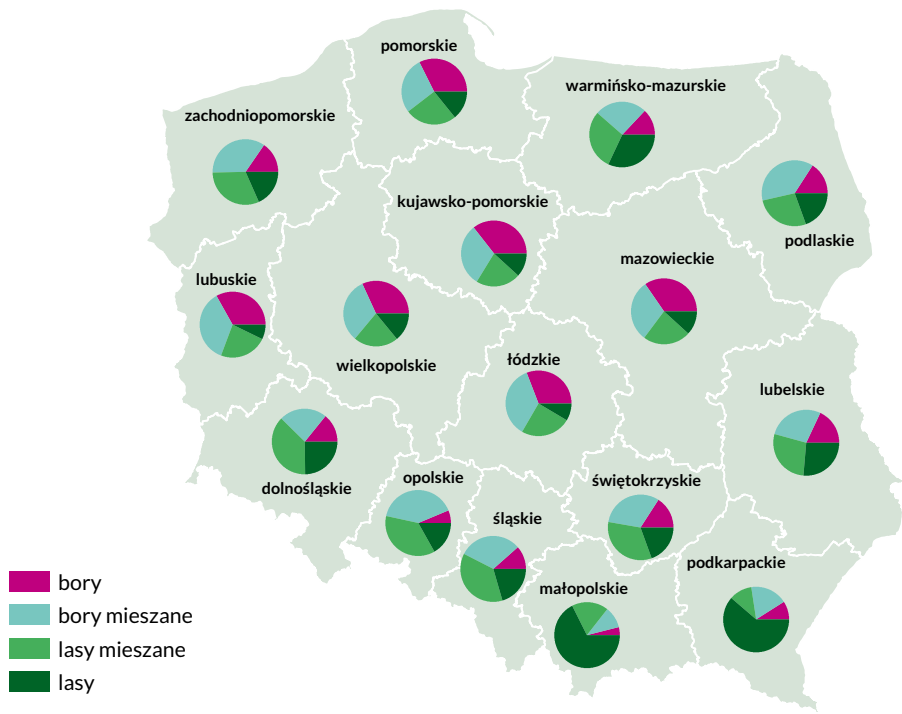 pomorskie
warmińsko-mazurskie
zachodniopomorskie
kujawsko-pomorskie
podlaskie
mazowieckie
lubuskie
wielkopolskie
łódzkie
lubelskie
dolnośląskie
opolskie
świętokrzyskie
śląskie
podkarpackie
małopolskie
bory
bory mieszane
lasy mieszane
lasy